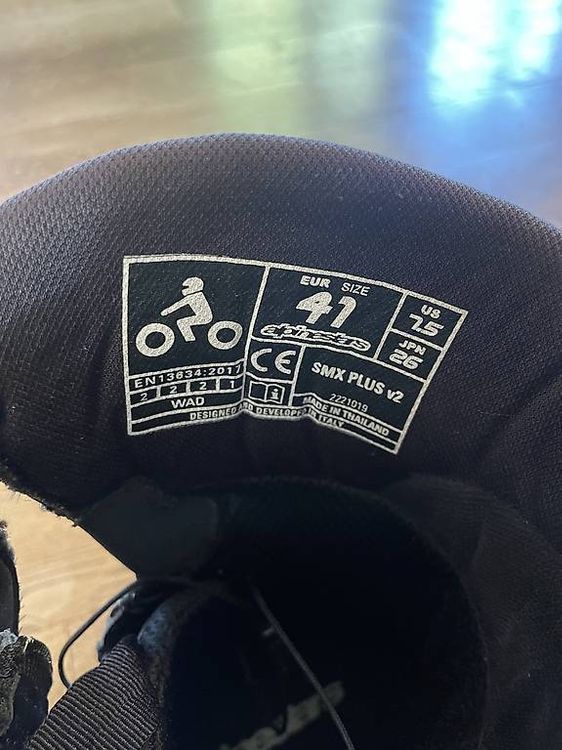 EUR SIZE
41
alpinestars
US
7.5
JPN
26
EN13634:2017
2 2 2 1
WAD
CE
i
SMX PLUS v2
2221019
DESIGNED AND DEVELOPED IN ITALY
MADE IN THAILAND